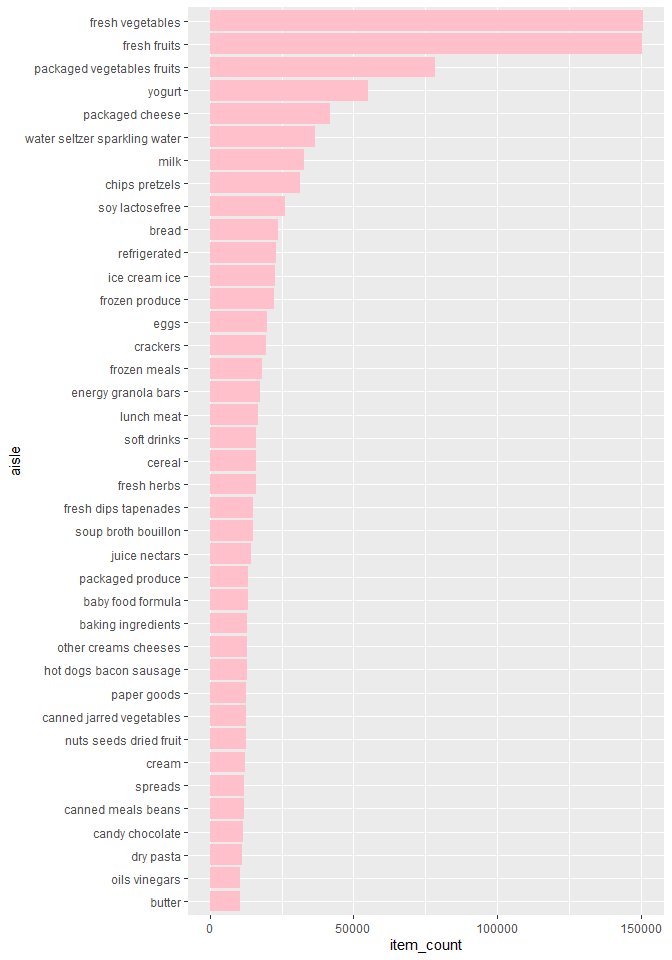 fresh vegetables
fresh fruits
packaged vegetables fruits
yogurt
packaged cheese
water seltzer sparkling water
milk
chips pretzels
soy lactosefree
bread
refrigerated
ice cream ice
frozen produce
eggs
crackers
frozen meals
energy granola bars
lunch meat
soft drinks
cereal
fresh herbs
fresh dips tapenades
soup broth bouillon
juice nectars
packaged produce
baby food formula
baking ingredients
other creams cheeses
hot dogs bacon sausage
paper goods
canned jarred vegetables
nuts seeds dried fruit
cream
spreads
canned meals beans
candy chocolate
dry pasta
oils vinegars
butter
aisle
0 50000 100000 150000
item_count